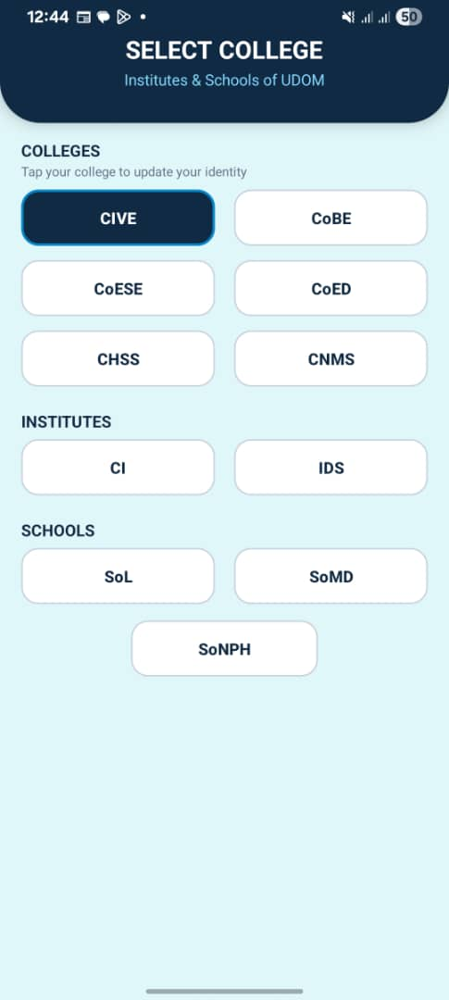 12:44
50
SELECT COLLEGE
Institutes & Schools of UDOM
COLLEGES
Tap your college to update your identity
CIVE
CoBE
CoESE
CoED
CHSS
CNMS
INSTITUTES
CI
IDS
SCHOOLS
SoL
SoMD
SoNPH